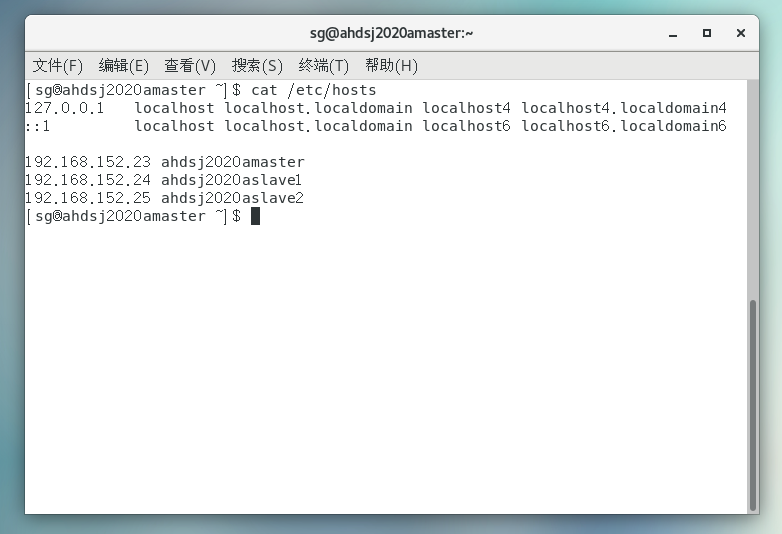 sg@ahdsj2020amaster:~
文件(F) 编辑(E) 查看(V) 搜索(S) 终端(T) 帮助(H)
[sg@ahdsj2020amaster ~]$ cat /etc/hosts
127.0.0.1   localhost localhost.localdomain localhost4 localhost4.localdomain4
::1         localhost localhost.localdomain localhost6 localhost6.localdomain6
192.168.152.23 ahdsj2020amaster
192.168.152.24 ahdsj2020aslave1
192.168.152.25 ahdsj2020aslave2
[sg@ahdsj2020amaster ~]$